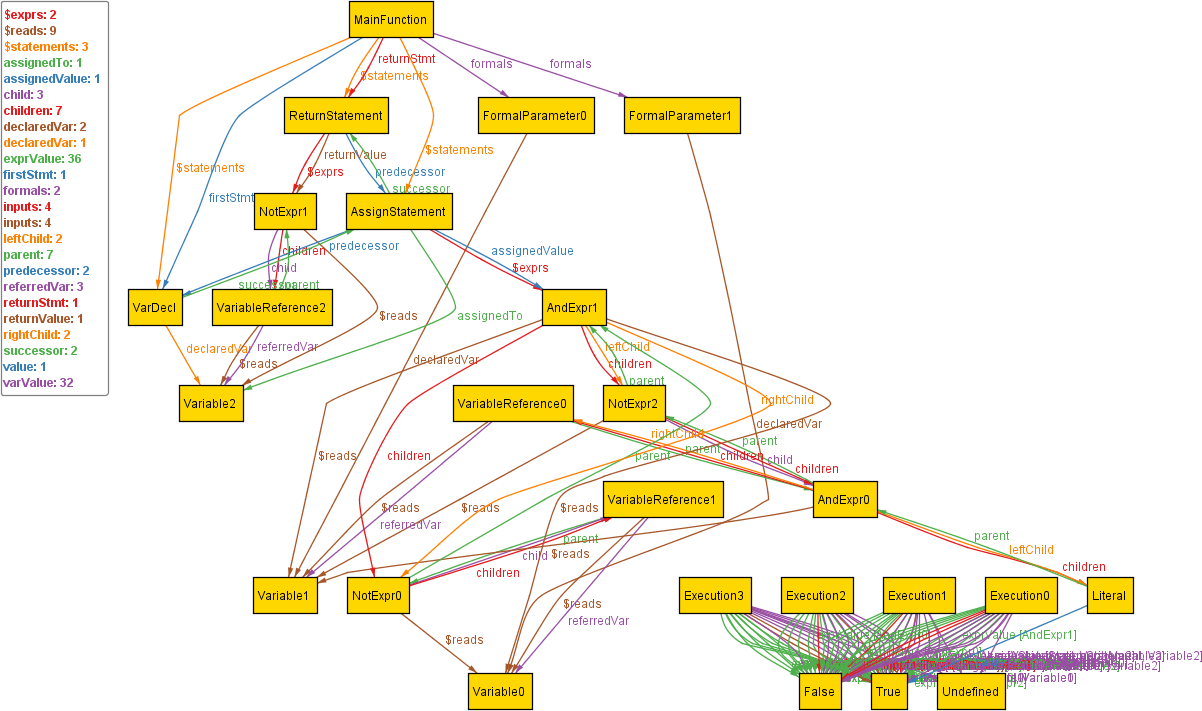 $exprs: 2
$reads: 9
$statements: 3
assignedTo: 1
assignedValue: 1
child: 3
children: 7
declaredVar: 2
declaredVar: 1
exprValue: 36
firstStmt: 1
formals: 2
inputs: 4
inputs: 4
leftChild: 2
parent: 7
predecessor: 2
referredVar: 3
returnStmt: 1
returnValue: 1
rightChild: 2
successor: 2
value: 1
varValue: 32
MainFunction
returnStmt
formals
formals
$statements
ReturnStatement
FormalParameter0
FormalParameter1
$statements
returnValue
$statements
$exprs
predecessor
successor
firstStmt
NotExpr1
AssignStatement
predecessor
children
assignedValue
child
$exprs
successor
parent
VarDecl
VariableReference2
AndExpr1
$reads
assignedTo
declaredVar
referredVar
leftChild
$reads
declaredVar
children
parent
Variable2
VariableReference0
NotExpr2
rightChild
declaredVar
rightChild
parent
parent
$reads
children
parent
children
child
children
VariableReference1
AndExpr0
$reads
$reads
referredVar
parent
parent
$reads
child
leftChild
children
children
Variable1
NotExpr0
$reads
Execution3
Execution2
Execution1
Execution0
Literal
referredVar
exprValue [AndExpr1]
$reads
Variable0
False
True
Undefined